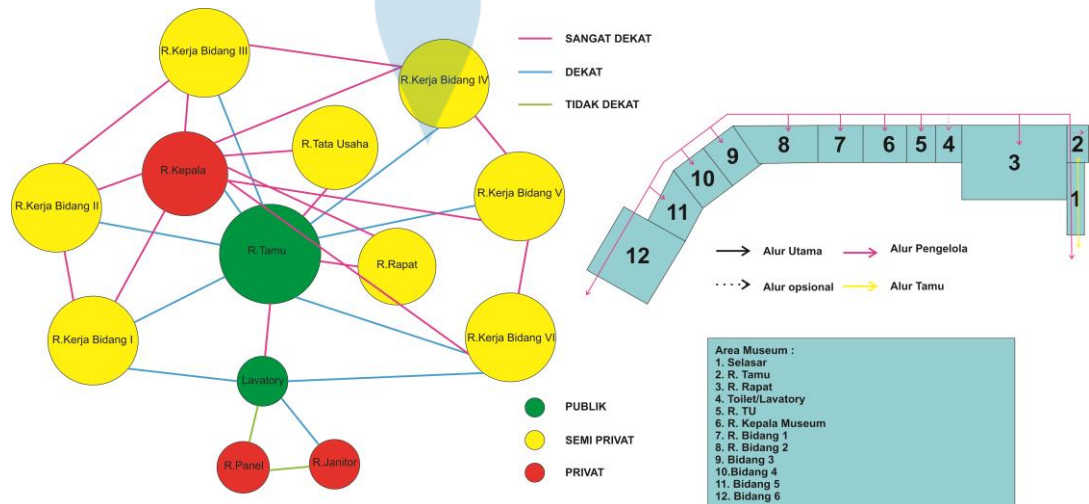 R.Kerja Bidang III
R.Kerja Bidang IV
R.Tata Usaha
R.Kepala
R.Kerja Bidang II
R.Kerja Bidang V
R.Tamu
R.Rapat
R.Kerja Bidang I
R.Kerja Bidang VI
Lavatory
R.Panel
R.Janitor
SANGAT DEKAT
DEKAT
TIDAK DEKAT
PUBLIK
SEMI PRIVAT
PRIVAT
12
11
10
9
8
7
6
5
4
3
2
1
Alur Utama
Alur Pengelola
Alur opsional
Alur Tamu
Area Museum :
1. Selasar
2. R. Tamu
3. R. Rapat
4. Toilet/Lavatory
5. R. TU
6. R. Kepala Museum
7. R. Bidang 1
8. R. Bidang 2
9. Bidang 3
10.Bidang 4
11. Bidang 5
12. Bidang 6